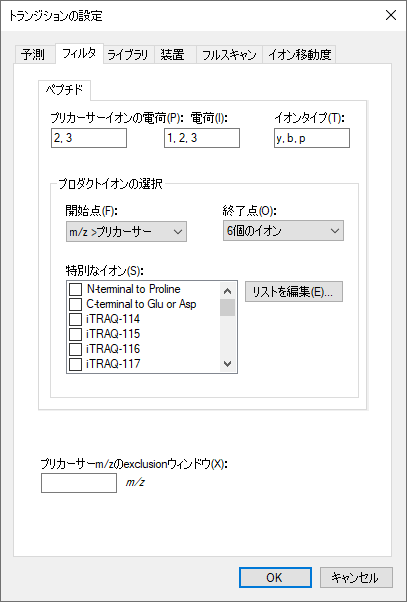 トランジションの設定
予測 フィルタ ライブラリ 装置 フルスキャン イオン移動度
ペプチド
プリカーサーイオンの電荷(P): 電荷(I): イオンタイプ(T):
2, 3 1, 2, 3 y, b, p
プロダクトイオンの選択
開始点(F): 終了点(O):
m/z >プリカーサー 6個のイオン
特別なイオン(S):
N-terminal to Proline リストを編集(E)...
C-terminal to Glu or Asp
iTRAQ-114
iTRAQ-115
iTRAQ-116
iTRAQ-117
プリカーサーm/zのexclusionウィンドウ(X):
m/z
OK キャンセル